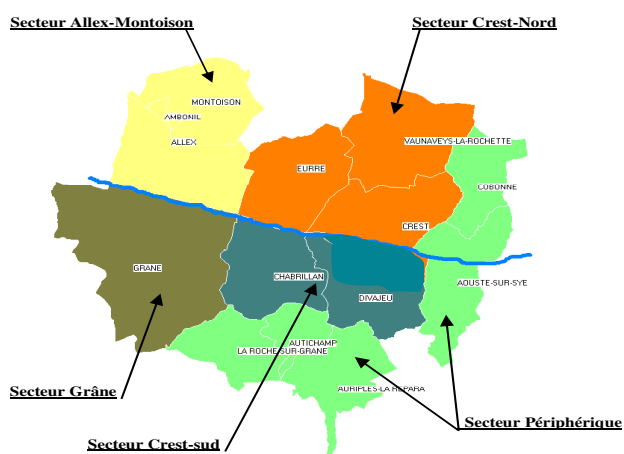 Secteur Allex-Montoison
Secteur Crest-Nord
MONTOISON
AMBONIL
VAUNAVEYS-LA-ROCHETTE
ALLEX
EURRE
COBONNE
CREST
GRANE
CHABRILLAN
AOUSTE-SUR-SYE
DIVAJEU
AUTICHAMP
LA ROCHE-SUR-GRANE
AURIPLES-LA REPARA
Secteur Grâne
Secteur Périphérique
Secteur Crest-sud